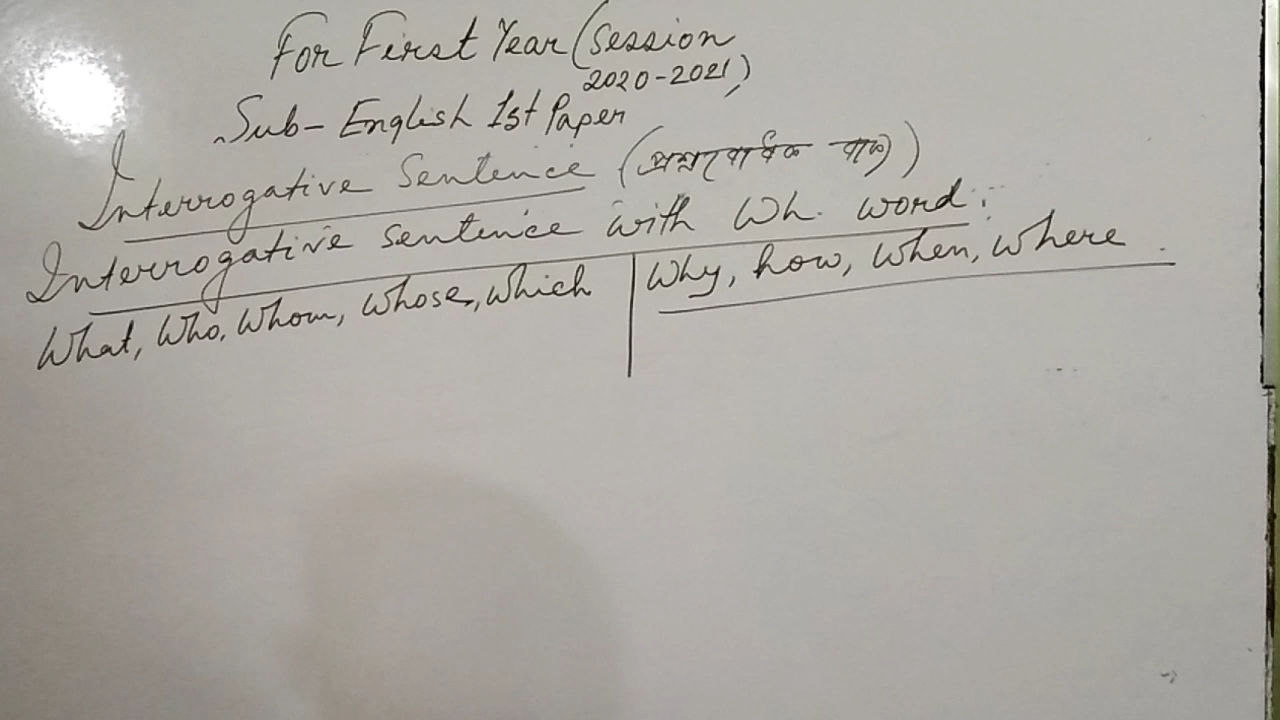 For First Year (Session
2020-2021)
Sub- English 1st Paper
Interrogative Sentence (প্রশ্নবোধক বাক্য)
Interrogative sentence with Wh. word:
What, Who, Whom, Whose, which | Why, how, when, where.